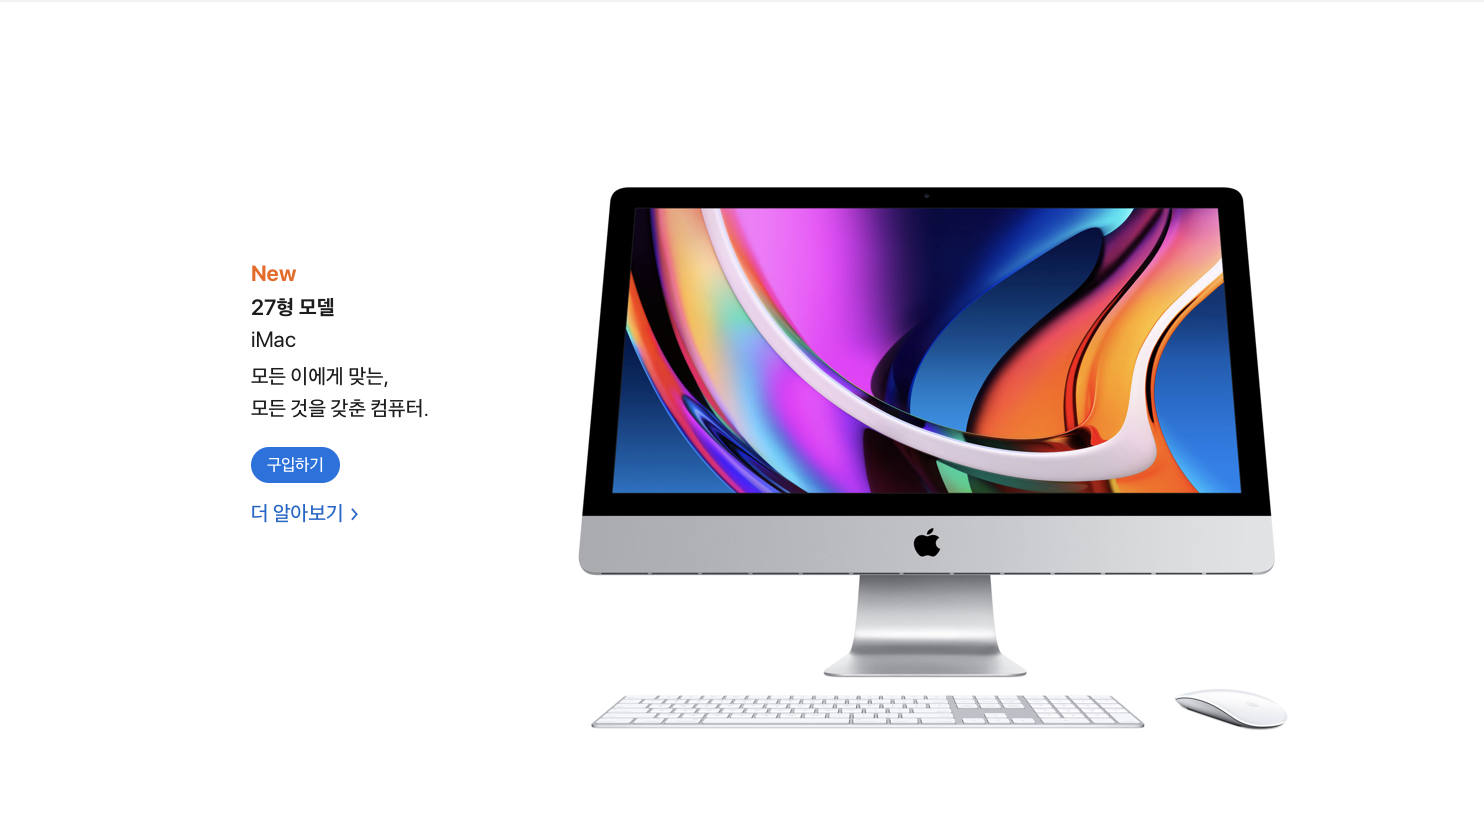 New
27형 모델
iMac
모든 이에게 맞는,
모든 것을 갖춘 컴퓨터.
구입하기
더 알아보기 >